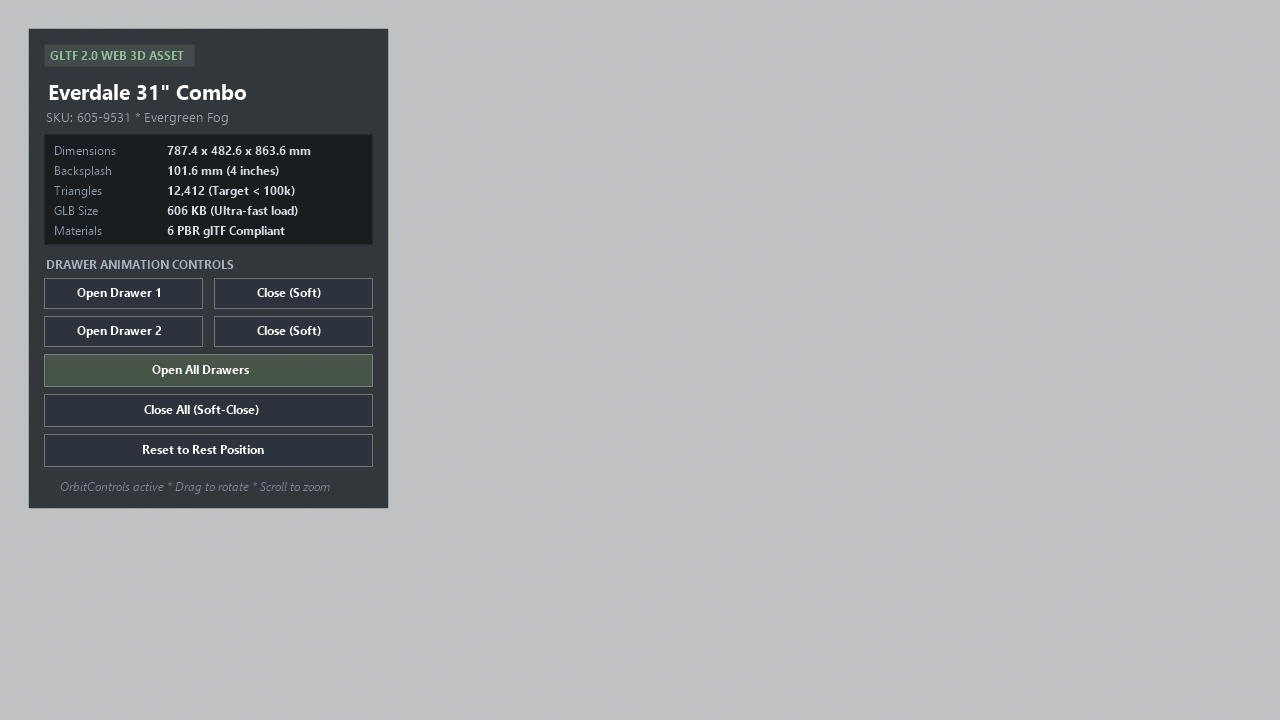 GLTF 2.0 WEB 3D ASSET
Everdale 31" Combo
SKU: 605-9531 * Evergreen Fog
Dimensions 787.4 x 482.6 x 863.6 mm
Backsplash 101.6 mm (4 inches)
Triangles 12,412 (Target < 100k)
GLB Size 606 KB (Ultra-fast load)
Materials 6 PBR glTF Compliant
DRAWER ANIMATION CONTROLS
Open Drawer 1 Close (Soft)
Open Drawer 2 Close (Soft)
Open All Drawers
Close All (Soft-Close)
Reset to Rest Position
OrbitControls active * Drag to rotate * Scroll to zoom